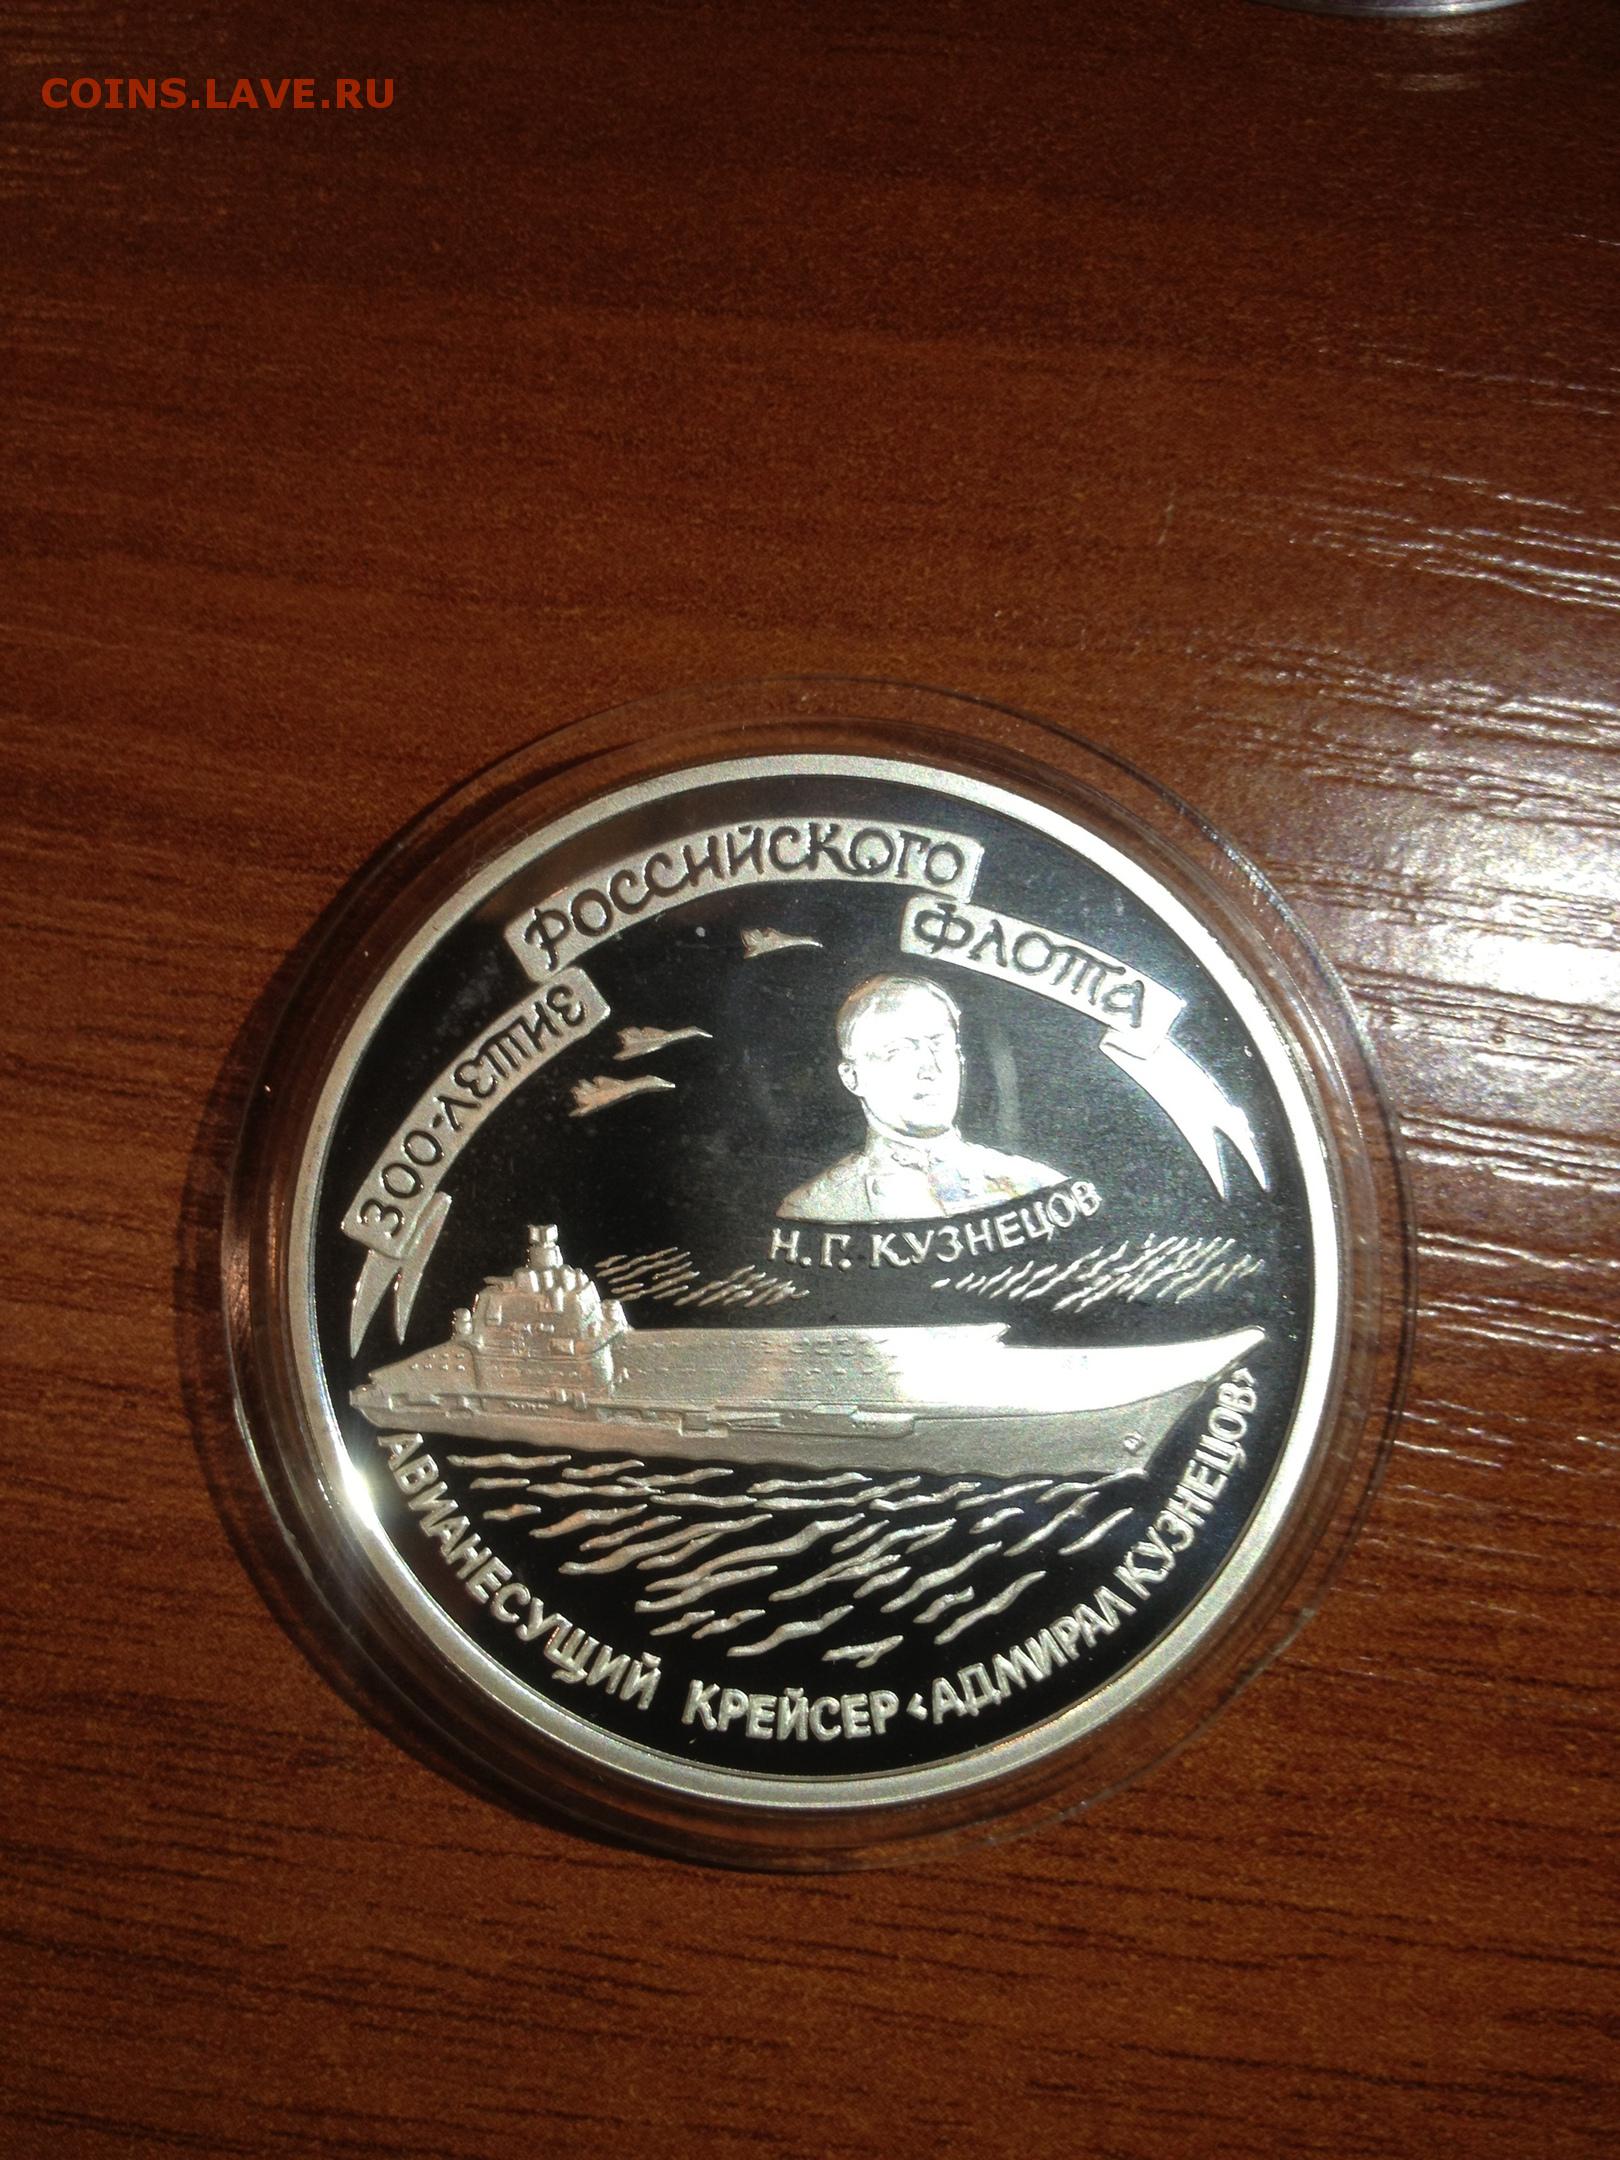 COINS.LAVE.RU
300-ЛЕТИЕ РОССИЙСКОГО ФЛОТА
Н.Г. КУЗНЕЦОВ
АВИАНЕСУЩИЙ КРЕЙСЕР «АДМИРАЛ КУЗНЕЦОВ»